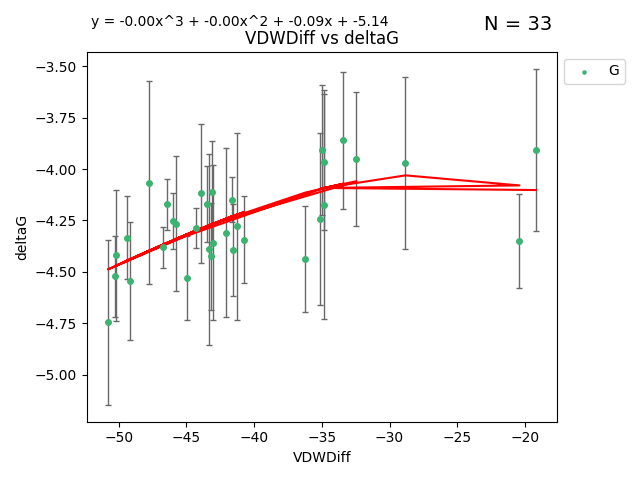 y = -0.00x^3 + -0.00x^2 + -0.09x + -5.14
N = 33
VDWDiff vs deltaG
G
−3.50
−3.75
−4.00
−4.25
−4.50
−4.75
−5.00
deltaG
−50 −45 −40 −35 −30 −25 −20
VDWDiff